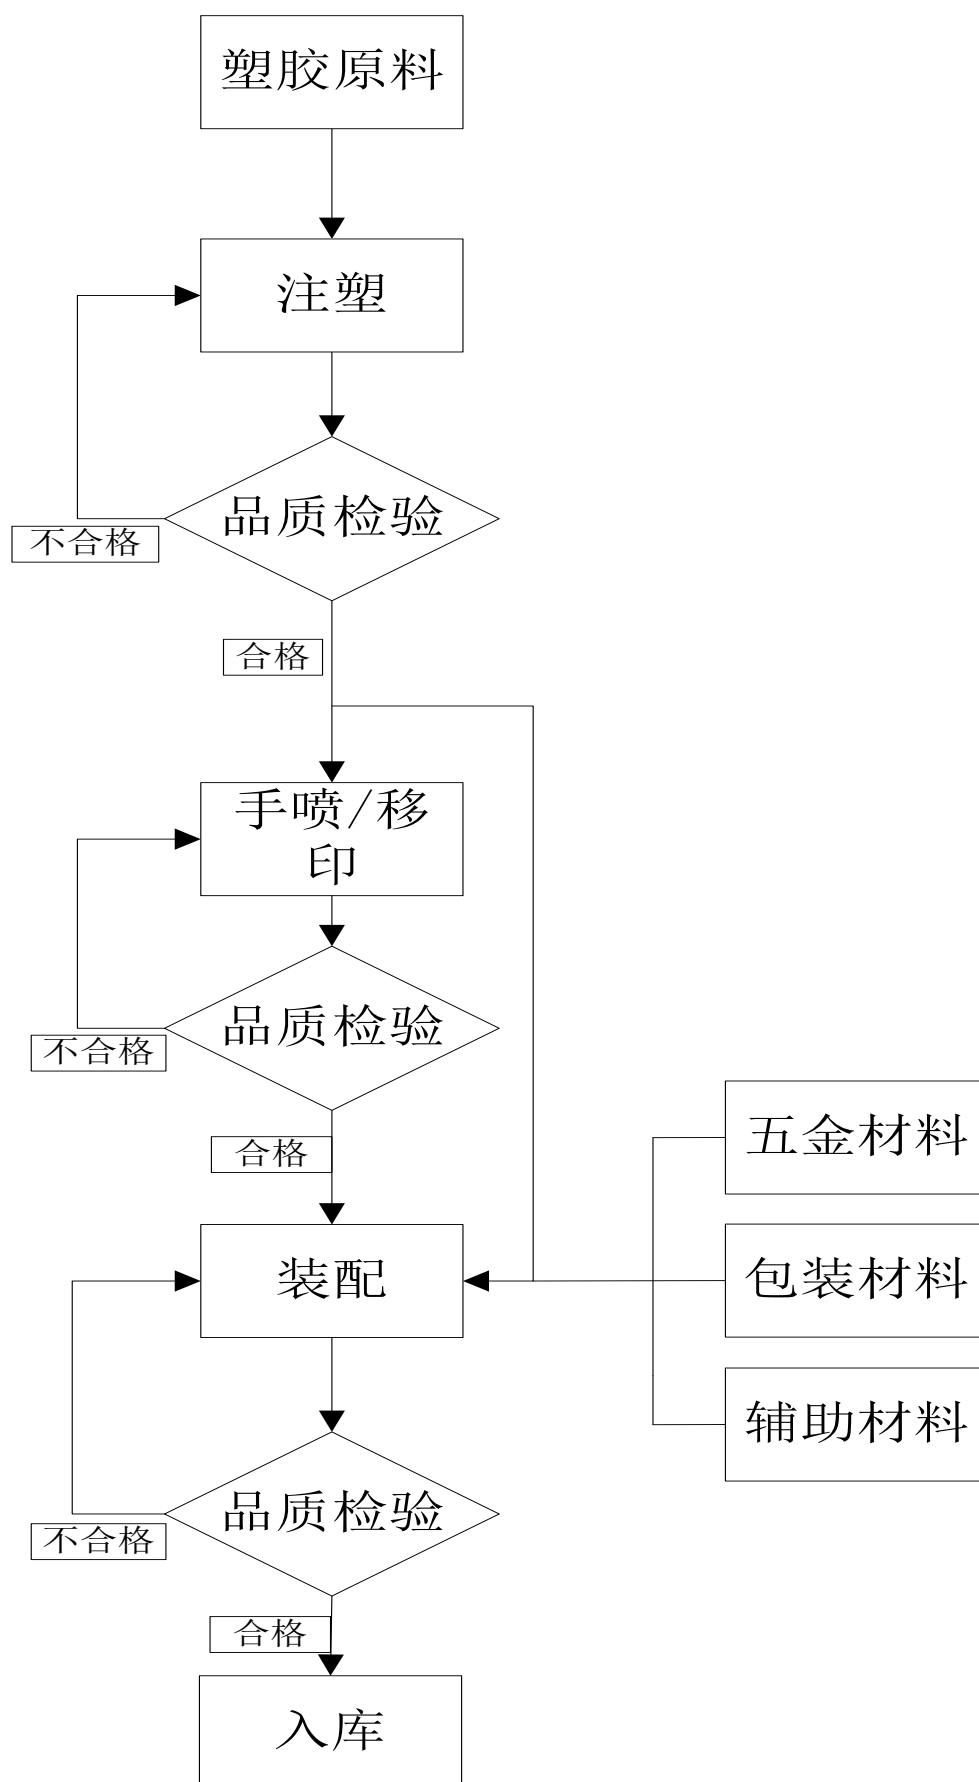 塑胶原料
注塑
品质检验
不合格
合格
手喷/移
印
品质检验
不合格
合格
五金材料
装配
包装材料
辅助材料
品质检验
不合格
合格
入库